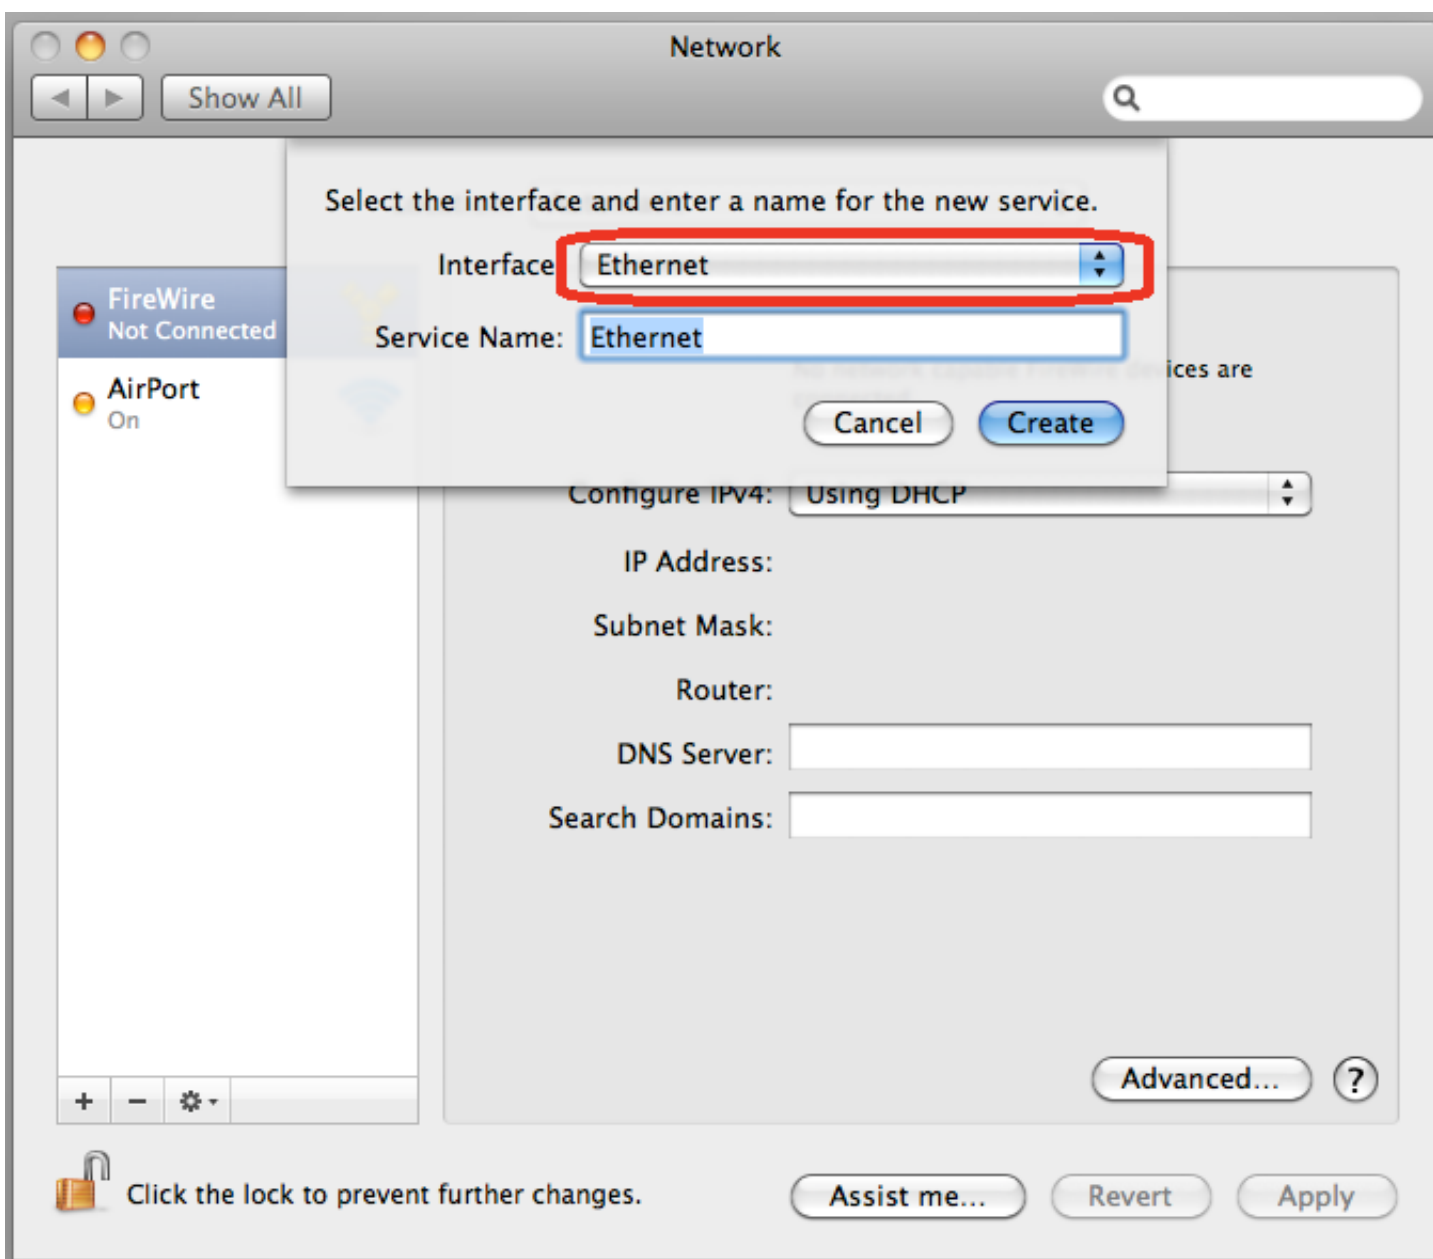 Network
Show All
Select the interface and enter a name for the new service.
Interface
Ethernet
Service Name:
Ethernet
Cancel
Create
FireWire
Not Connected
AirPort
On
ices are
Configure IPv4:
Using DHCP
IP Address:
Subnet Mask:
Router:
DNS Server:
Search Domains:
Advanced...
?
Click the lock to prevent further changes.
Assist me...
Revert
Apply